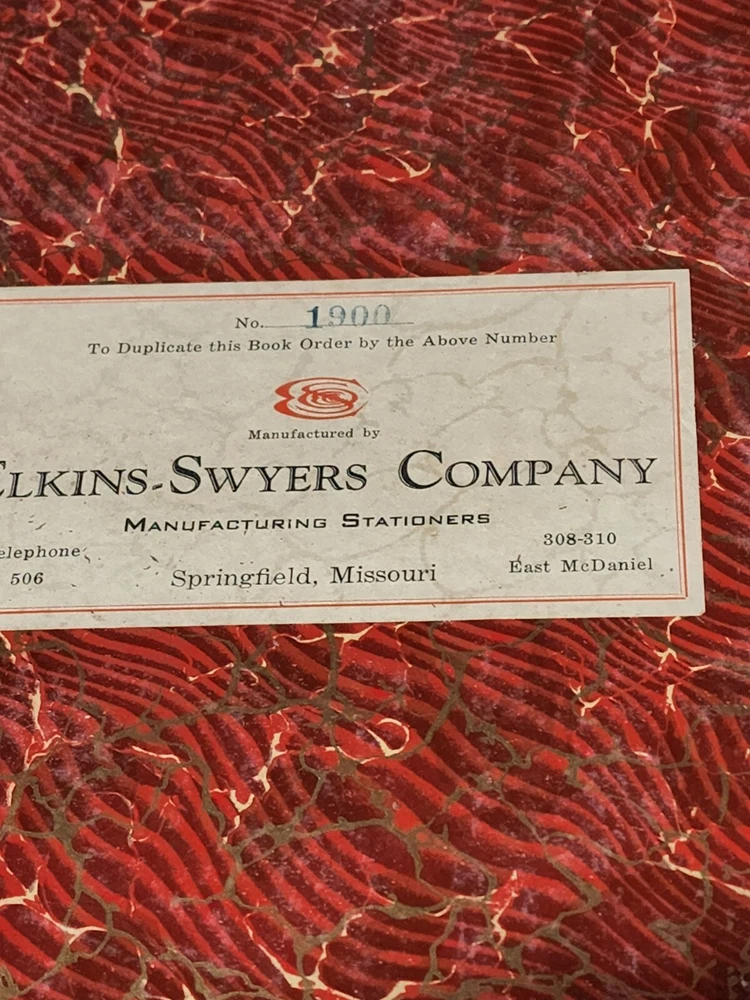 No. 1900
To Duplicate this Book Order by the Above Number
Manufactured by
ELKINS-SWYERS COMPANY
MANUFACTURING STATIONERS
elephone
308-310
506
Springfield, Missouri
East McDaniel